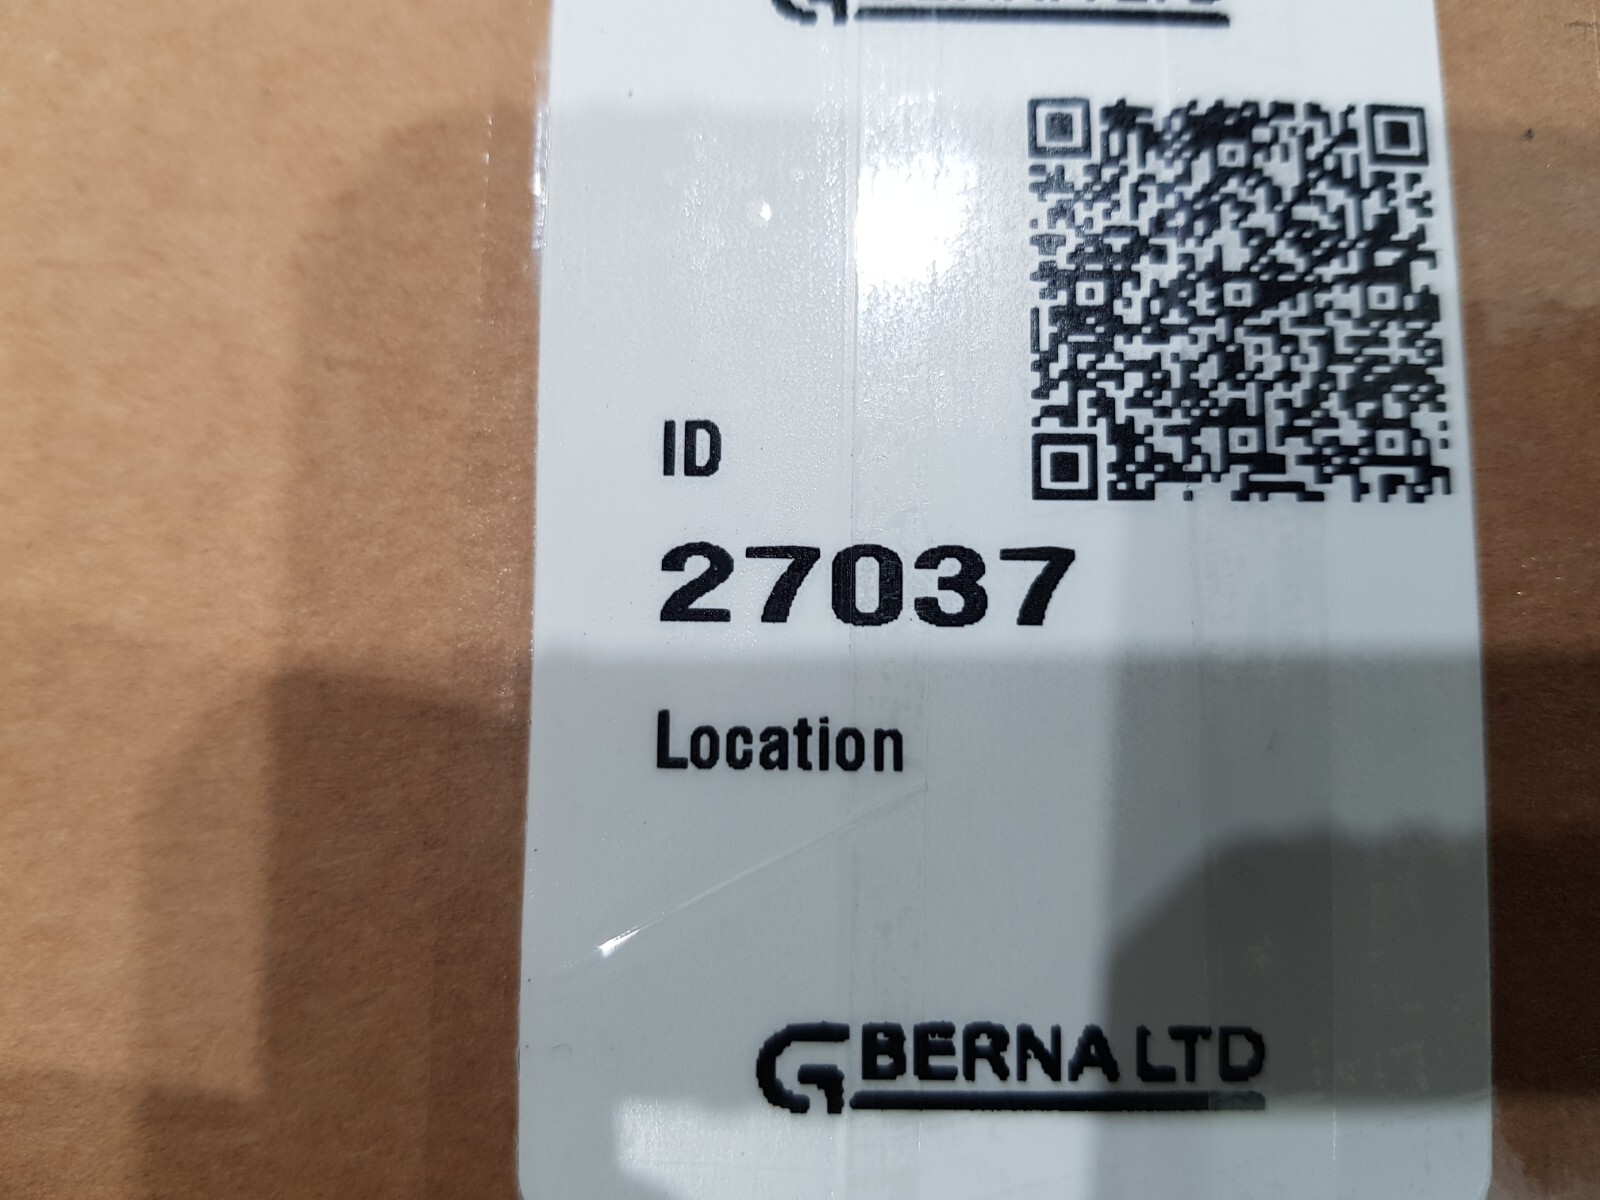 ID
27037
Location
BERNA LTD